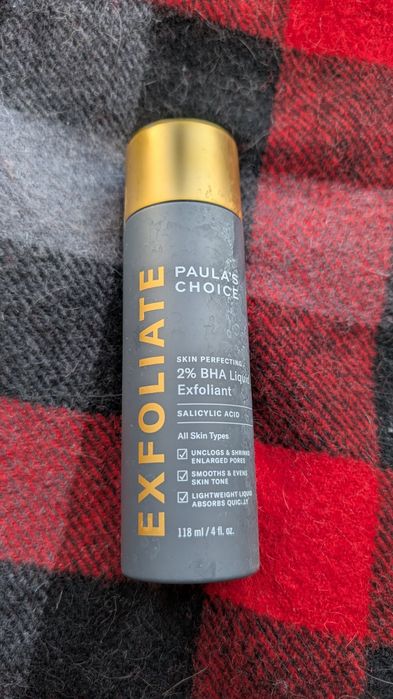 EXFOLIATE
PAULA'S
CHOICE
SKIN PERFECTING
2% BHA Liquid
Exfoliant
SALICYLIC ACID
All Skin Types
UNCLOGS & SHRINKS
ENLARGED PORES
SMOOTHS & EVENS
SKIN TONE
LIGHTWEIGHT LIQUID
ABSORBS QUICKLY
118 ml / 4 fl. oz.